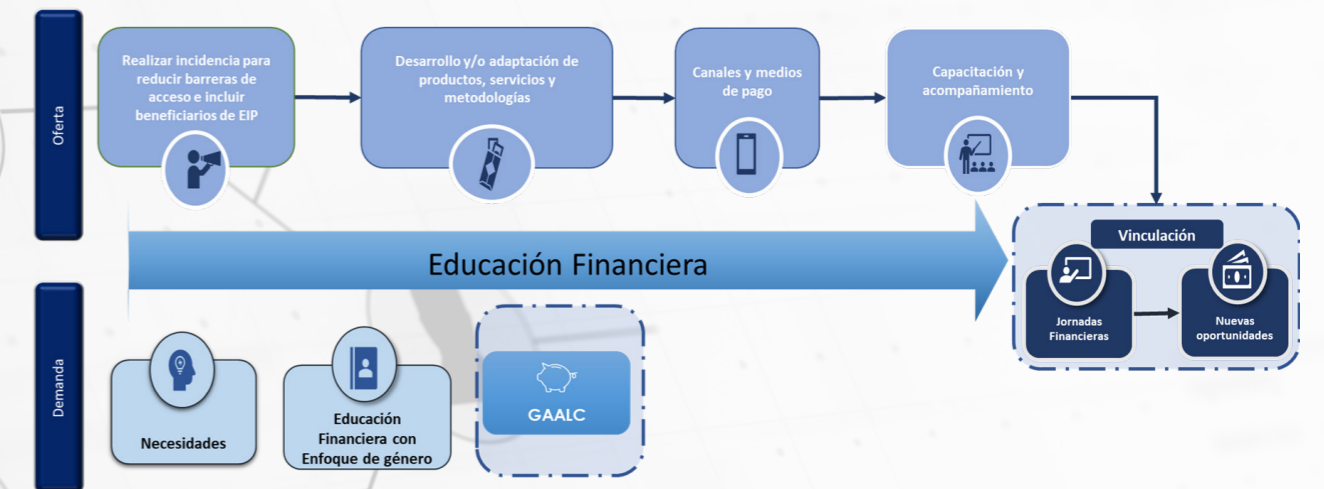 Oferta
Realizar incidencia para
reducir barreras de
acceso e incluir
beneficiarios de EIP
Desarrollo y/o adaptación de
productos, servicios y
metodologías
Canales y medios
de pago
Capacitación y
acompañamiento
Educación Financiera
Vinculación
Jornadas
Financieras
Nuevas
oportunidades
Demanda
Necesidades
Educación
Financiera con
Enfoque de género
GAALC